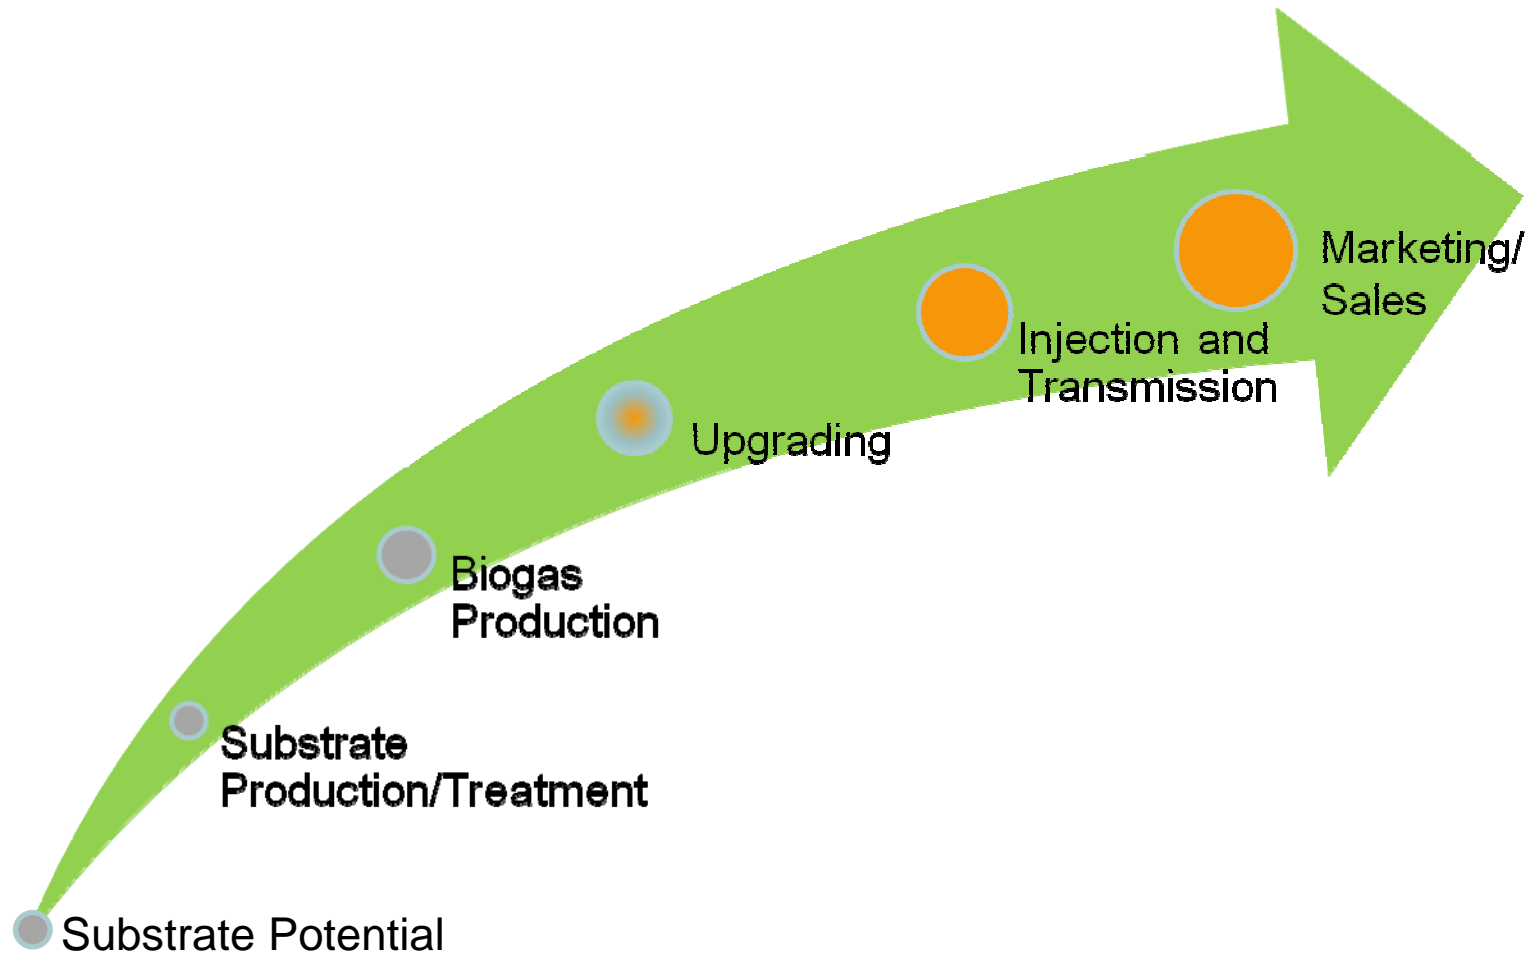 Marketing/
Sales
Injection and
Transmission
Upgrading
Biogas
Production
Substrate
Production/Treatment
Substrate Potential